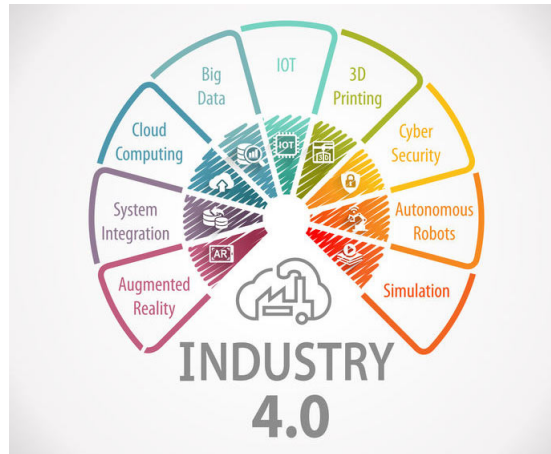 Augmented
Reality
System
Integration
Cloud
Computing
Big
Data
IOT
3D
Printing
Cyber
Security
Autonomous
Robots
Simulation
AR
IOT
3D
INDUSTRY
4.0